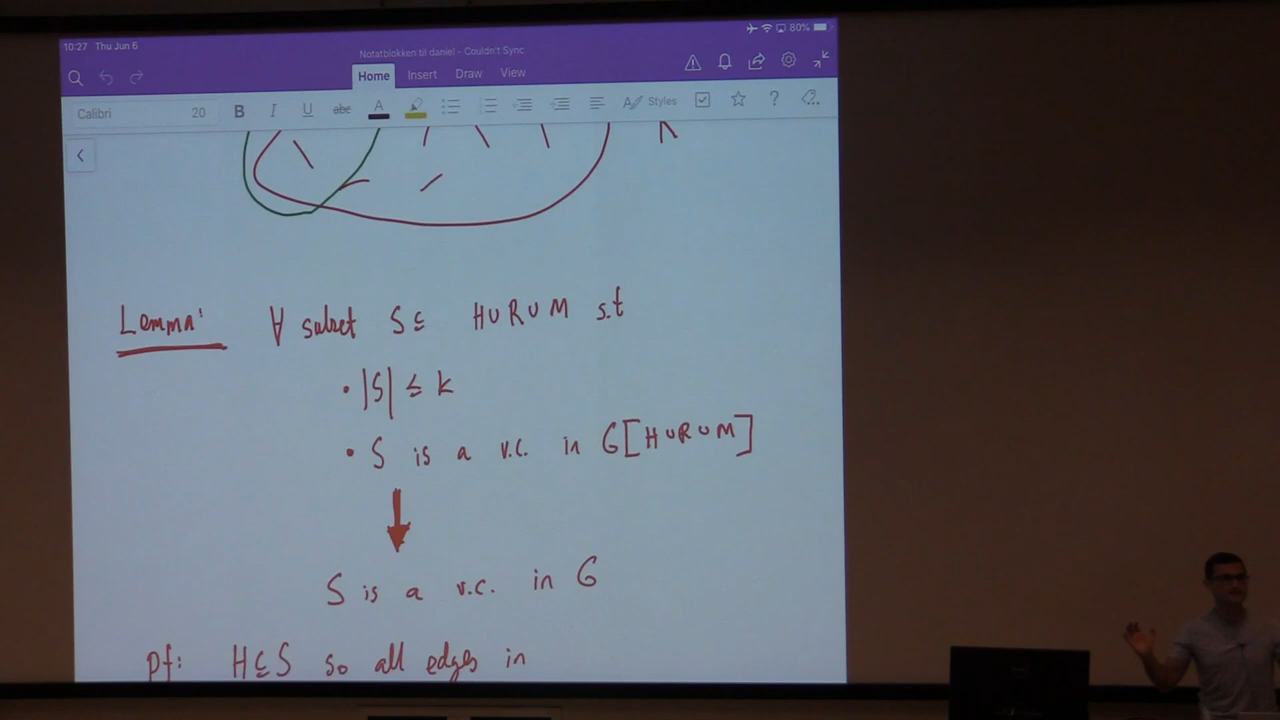 10:27 Thu Jun 6
80%
Notatblokken til daniel - Couldn't Sync
Home Insert Draw View
Calibri 20 B I U abc A Styles ?
R
Lemma: ∀ subset S ⊆ H∪R∪M s.t
• |S| ≤ k
• S is a v.c. in G[H∪R∪M]
S is a v.c. in G
Pf: H⊆S so all edges in